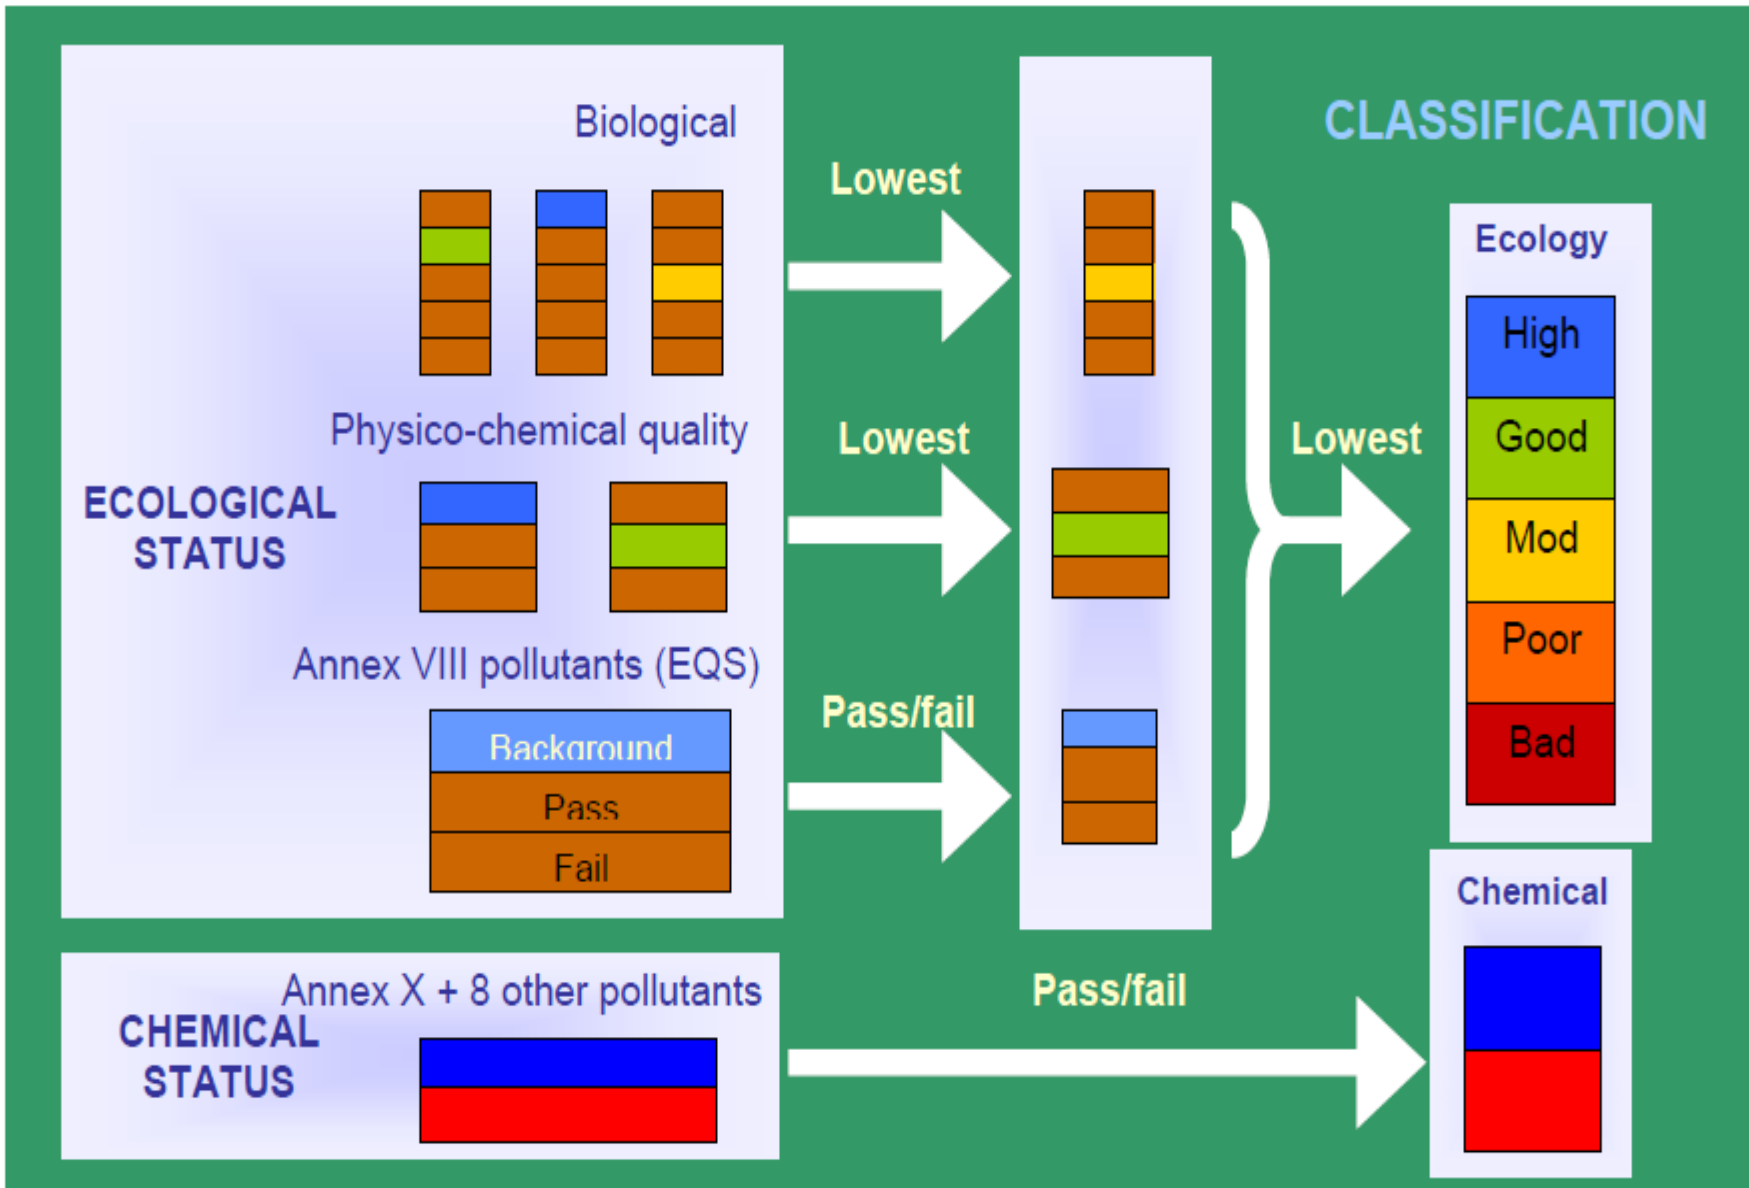 Biological
CLASSIFICATION
Lowest
Ecology
High
Physico-chemical quality
Lowest
Lowest
Good
ECOLOGICAL
STATUS
Mod
Annex VIII pollutants (EQS)
Poor
Pass/fail
Background
Bad
Pass
Fail
Chemical
Annex X + 8 other pollutants
Pass/fail
CHEMICAL
STATUS